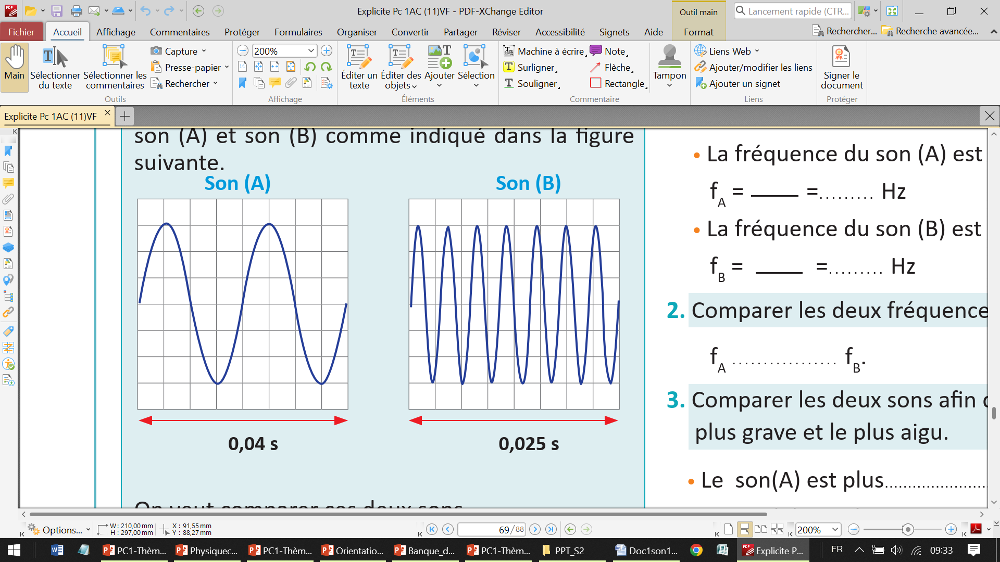 Explicite Pc 1AC (11)VF - PDF-XChange Editor
Outil main
Lancement rapide (CTR...
Fichier
Accueil
Affichage
Commentaires
Protéger
Formulaires
Organiser
Convertir
Partager
Réviser
Accessibilité
Signets
Aide
Format
Rechercher...
Recherche avancée...
Main
Sélectionner du texte
Sélectionner les commentaires
Capture
Presse-papier
Rechercher
Outils
200%
Affichage
Éditer un texte
Éditer des objets
Ajouter
Sélection
Éléments
Machine à écrire
Surligner
Souligner
Note
Flèche
Rectangle
Tampon
Commentaire
Liens Web
Ajouter/modifier les liens
Ajouter un signet
Liens
Signer le document
Protéger
Explicite Pc 1AC (11)VF
son (A) et son (B) comme indiqué dans la figure
suivante.
Son (A)
Son (B)
0,04 s
0,025 s
On veut comparer ces deux sons
• La fréquence du son (A) est
fA = _____ =......... Hz
• La fréquence du son (B) est
fB = _____ =......... Hz
2. Comparer les deux fréquence
fA ................. fB.
3. Comparer les deux sons afin
plus grave et le plus aigu.
• Le son(A) est plus......................
Options...
W : 210,00 mm
H : 297,00 mm
X : 91,55 mm
Y : 88,27 mm
69 / 88
200%
PC1-Thèm...
Physiquec...
PC1-Thèm...
Orientatio...
Banque_d...
PC1-Thèm...
PPT_S2
Doc1son1...
Explicite P...
FR
09:33